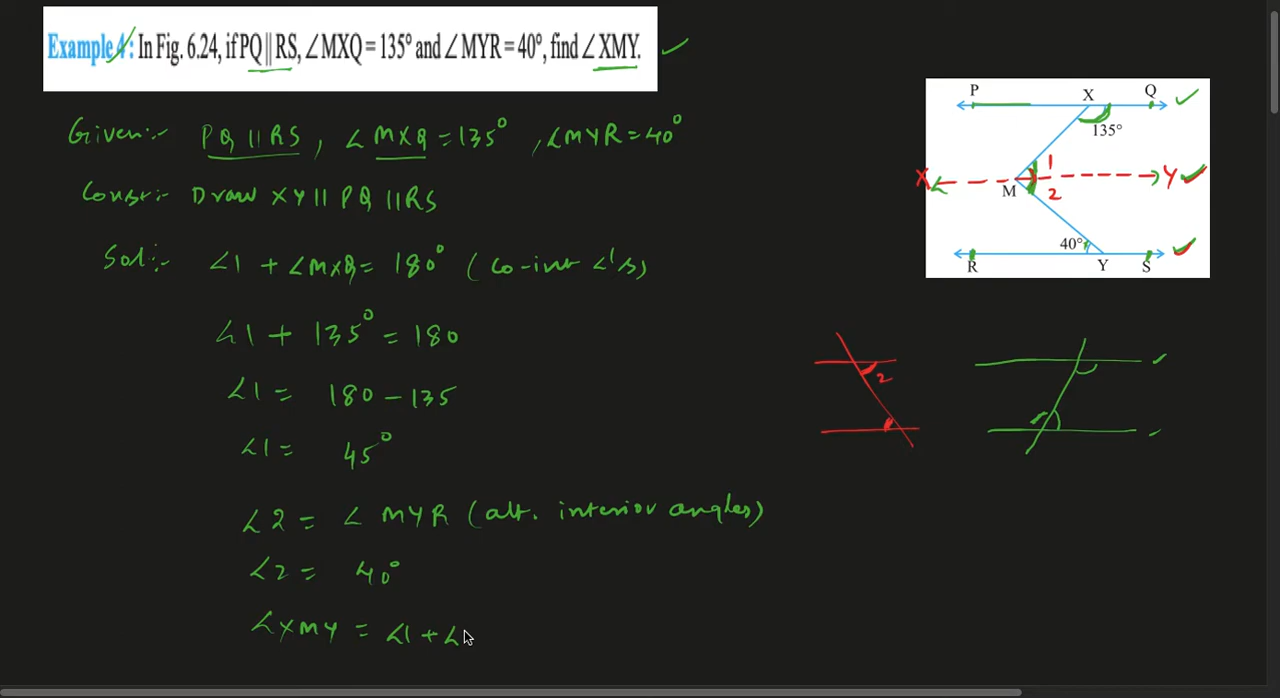 Example 4: In Fig. 6.24, if PQ || RS, ∠MXQ = 135° and ∠MYR = 40°, find ∠XMY.
Given:- PQ || RS, ∠MXQ = 135°, ∠MYR = 40°
Const:- Draw XY || PQ || RS
Sol:- ∠1 + ∠MXQ = 180° (co-int ∠'s)
∠1 + 135° = 180
∠1 = 180 - 135
∠1 = 45°
∠2 = ∠MYR (alt. interior angles)
∠2 = 40°
∠XMY = ∠1 + ∠
P X Q
135°
X M 1 Y
2
40°
R Y S
2